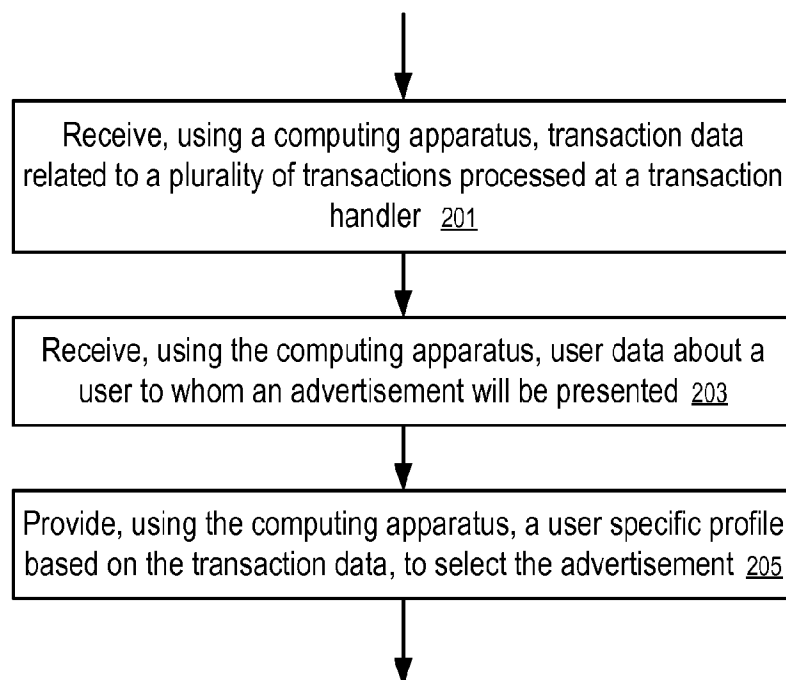 Receive, using a computing apparatus, transaction data
related to a plurality of transactions processed at a transaction
handler 201
Receive, using the computing apparatus, user data about a
user to whom an advertisement will be presented 203
Provide, using the computing apparatus, a user specific profile
based on the transaction data, to select the advertisement 205